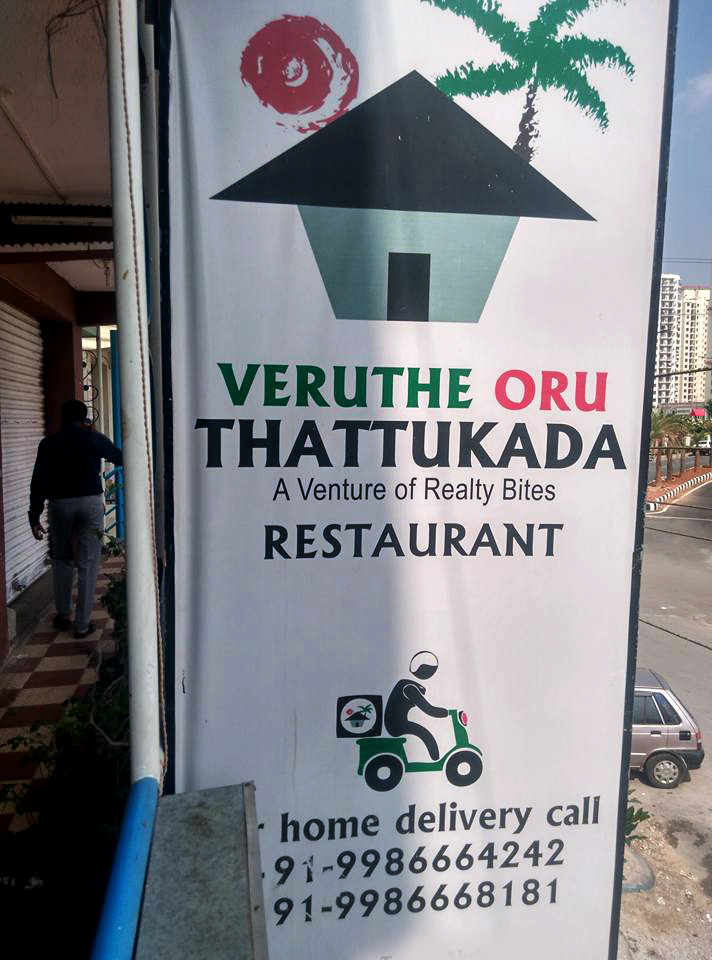 VERUTHE ORU
THATTUKADA
A Venture of Realty Bites
RESTAURANT
home delivery call
91-9986664242
91-9986668181